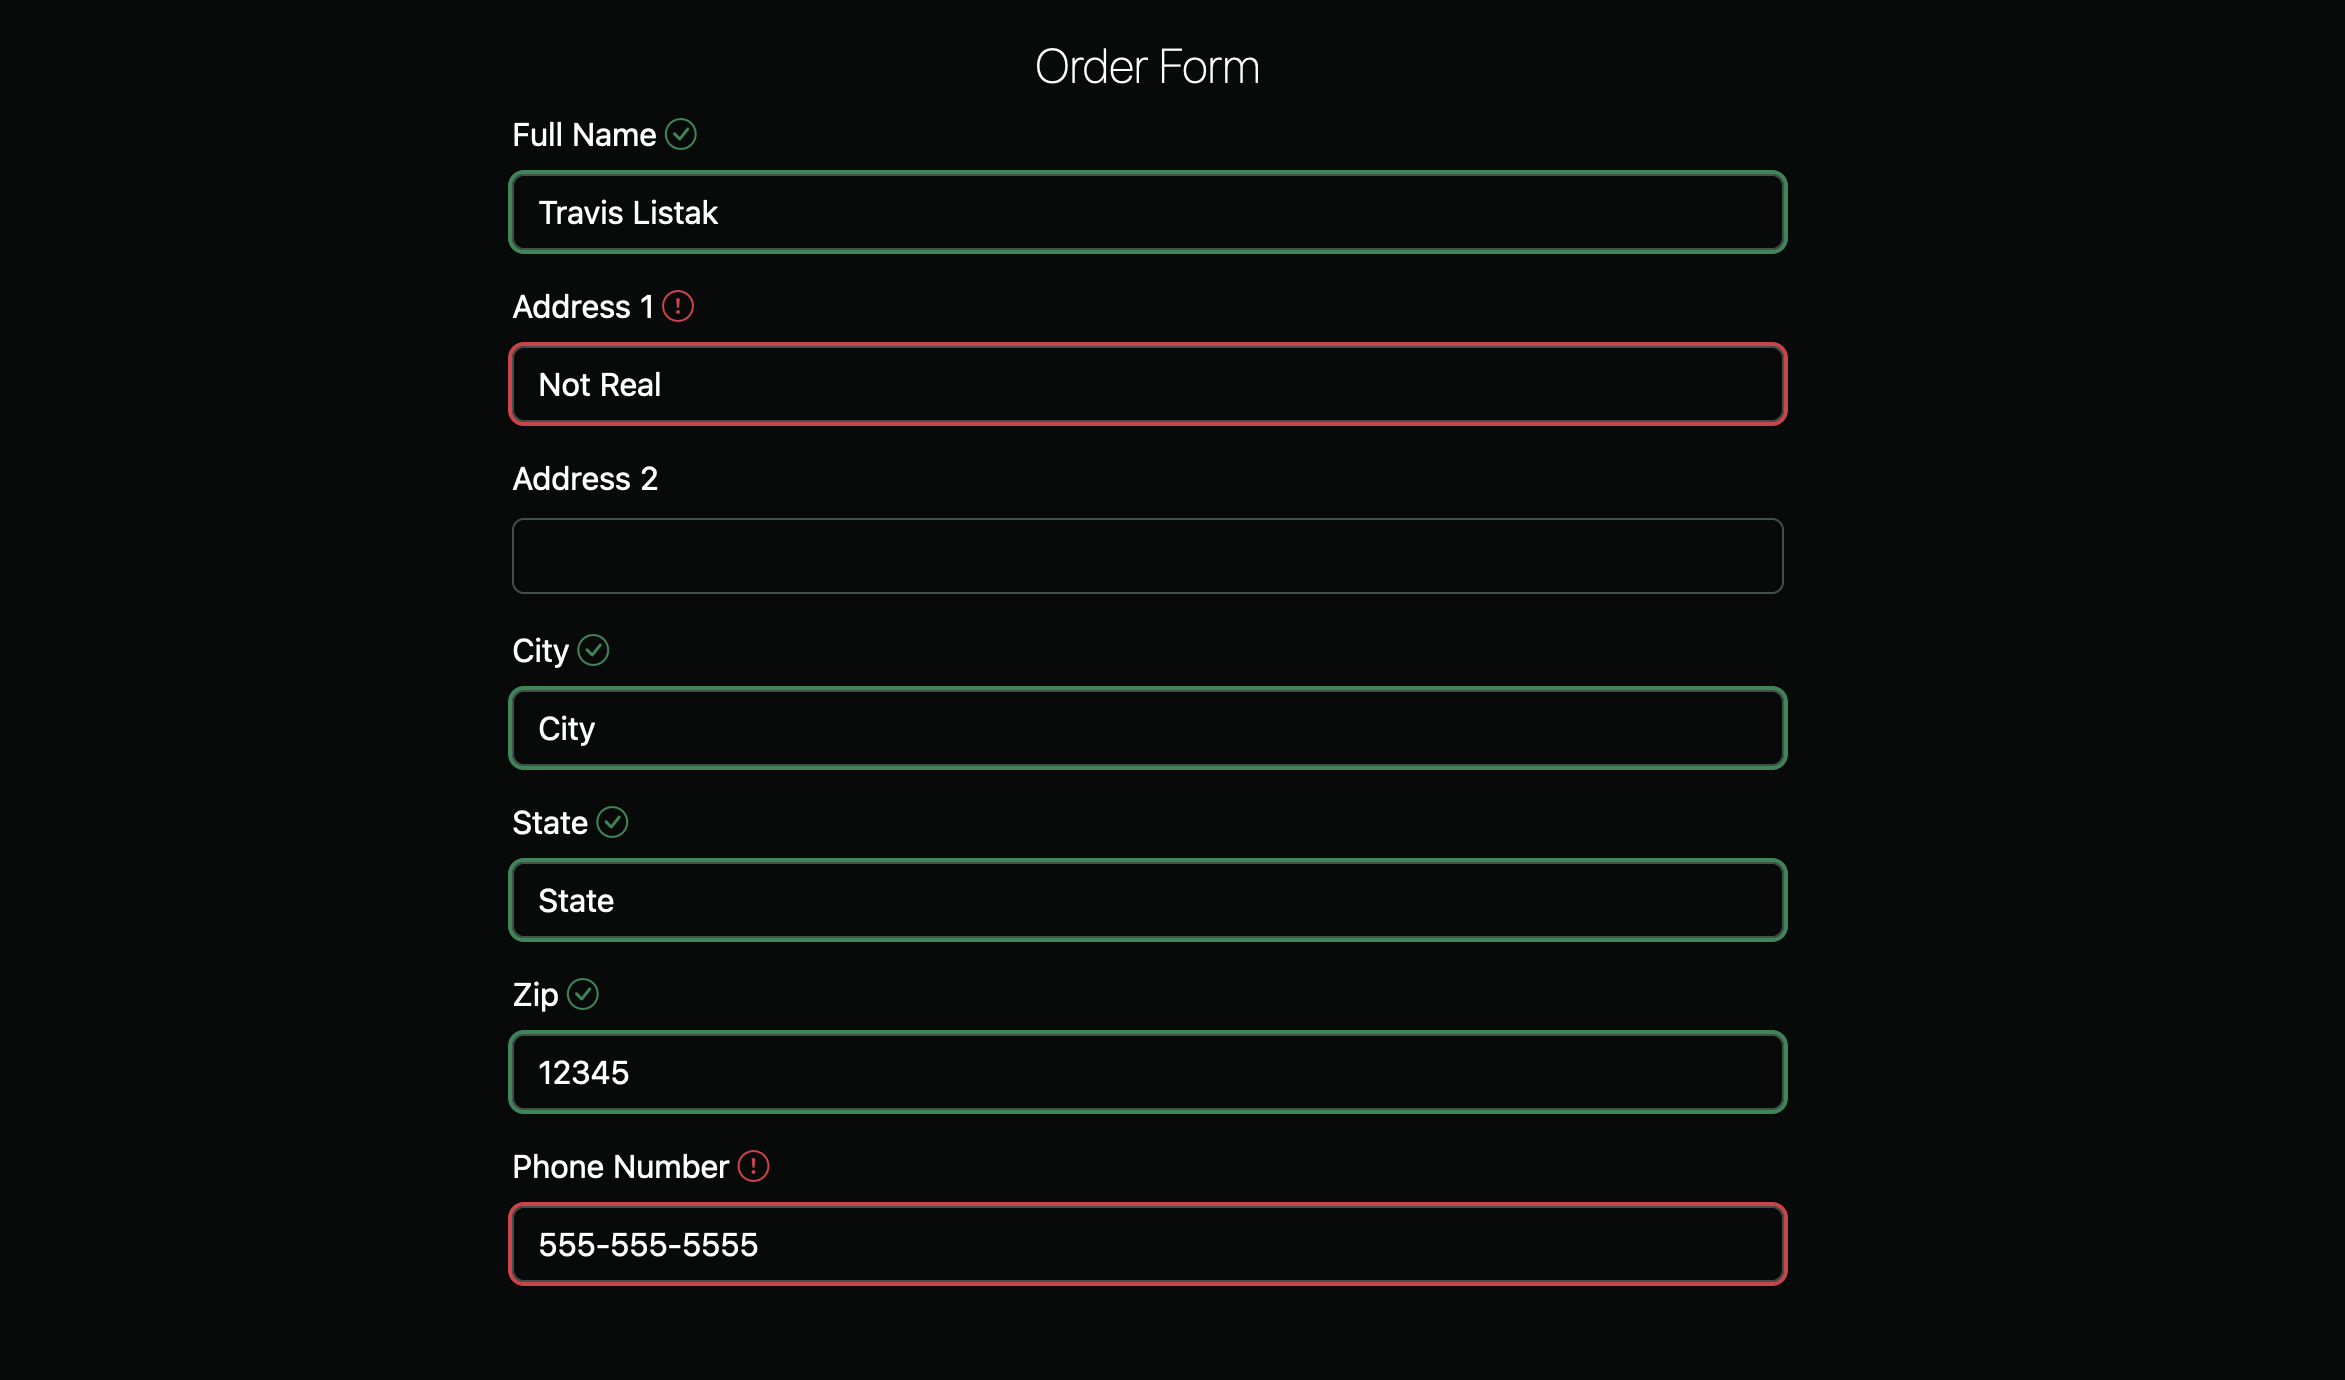 Order Form
Full Name
Travis Listak
Address 1
Not Real
Address 2
City
City
State
State
Zip
12345
Phone Number
555-555-5555